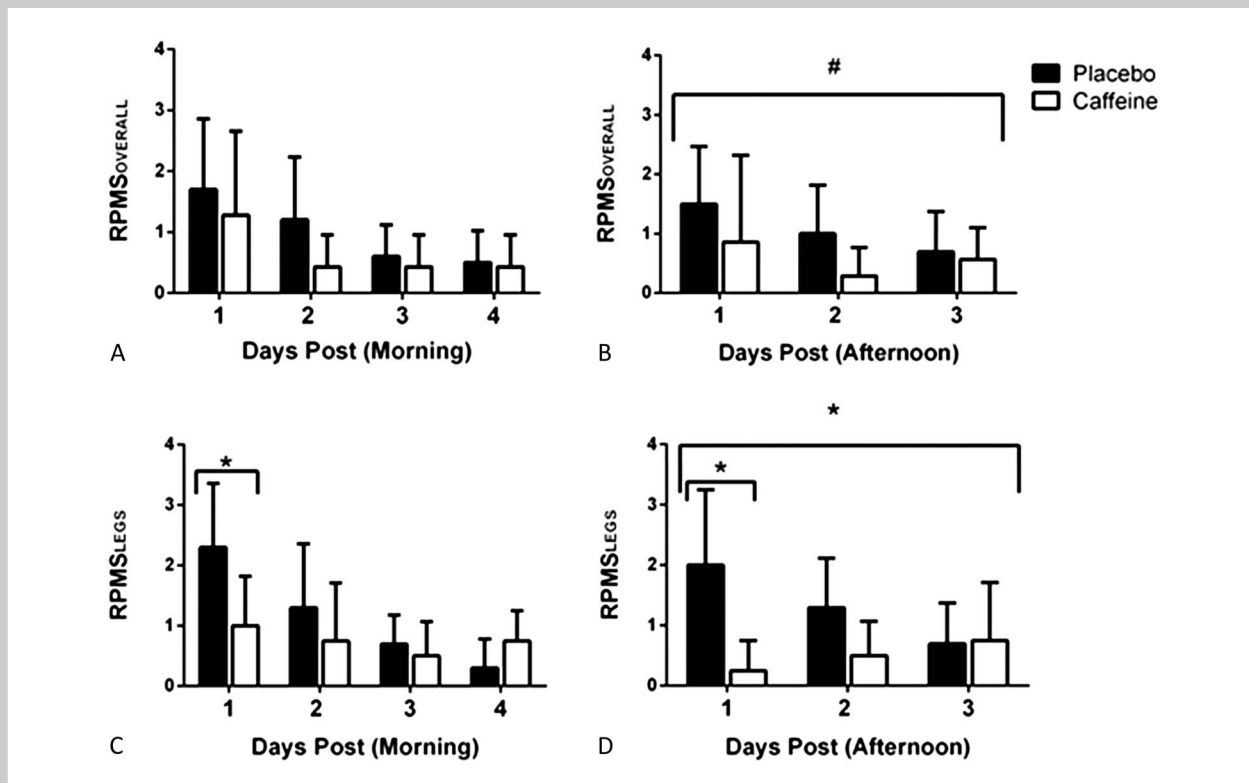 4
3
2
1
0
RPMSOVERALL
1 2 3 4
Days Post (Morning)
A
#
4
3
2
1
0
RPMSOVERALL
1 2 3
Days Post (Afternoon)
B
Placebo
Caffeine
*
4
3
2
1
0
RPMSLEGS
1 2 3 4
Days Post (Morning)
C
*
*
4
3
2
1
0
RPMSLEGS
1 2 3
Days Post (Afternoon)
D